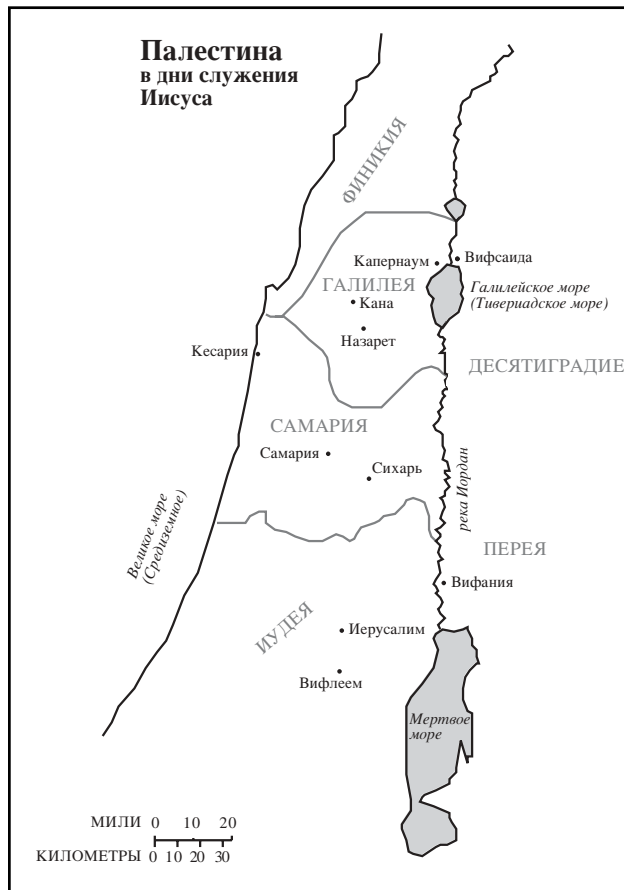 Палестина
в дни служения
Иисуса
ФИНИКИЯ
Капернаум
Вифсаида
ГАЛИЛЕЯ
Галилейское море
(Тивериадское море)
Кана
Назарет
Кесария
ДЕСЯТИГРАДИЕ
САМАРИЯ
Самария
Сихарь
река Иордан
Великое море
(Средиземное)
ПЕРЕЯ
Вифания
ИУДЕЯ
Иерусалим
Вифлеем
Мертвое
море
МИЛИ 0 10 20
КИЛОМЕТРЫ 0 10 20 30